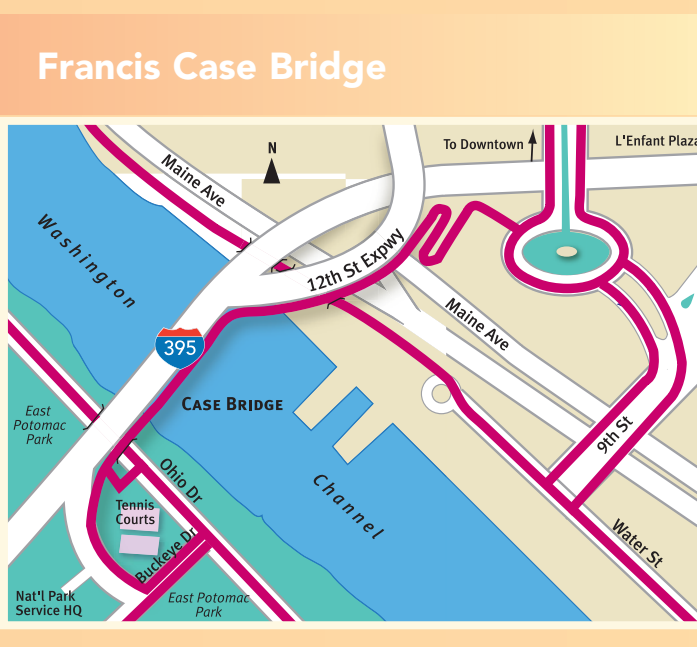 Francis Case Bridge
To Downtown
L'Enfant Plaza
N
Maine Ave
Washington
12th St Expwy
Maine Ave
395
CASE BRIDGE
East
Potomac
Park
9th St
Ohio Dr
Channel
Tennis
Courts
Buckeye Dr
Water St
Nat'l Park
Service HQ
East Potomac
Park